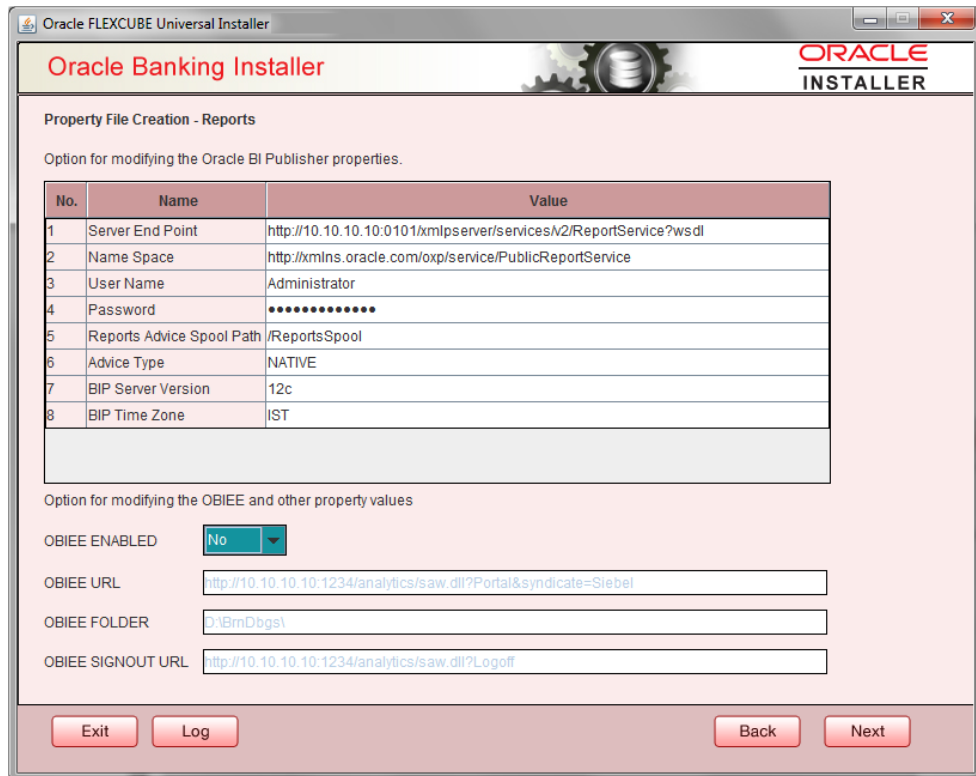 Oracle FLEXCUBE Universal Installer
Oracle Banking Installer
ORACLE
INSTALLER
Property File Creation - Reports
Option for modifying the Oracle BI Publisher properties.
No. Name Value
1 Server End Point http://10.10.10.10:0101/xmlpserver/services/v2/ReportService?wsdl
2 Name Space http://xmlns.oracle.com/oxp/service/PublicReportService
3 User Name Administrator
4 Password •••••••••••••
5 Reports Advice Spool Path /ReportsSpool
6 Advice Type NATIVE
7 BIP Server Version 12c
8 BIP Time Zone IST
Option for modifying the OBIEE and other property values
OBIEE ENABLED No
OBIEE URL http://10.10.10.10:1234/analytics/saw.dll?Portal&syndicate=Siebel
OBIEE FOLDER D:\BrnDbgs\
OBIEE SIGNOUT URL http://10.10.10.10:1234/analytics/saw.dll?Logoff
Exit Log Back Next